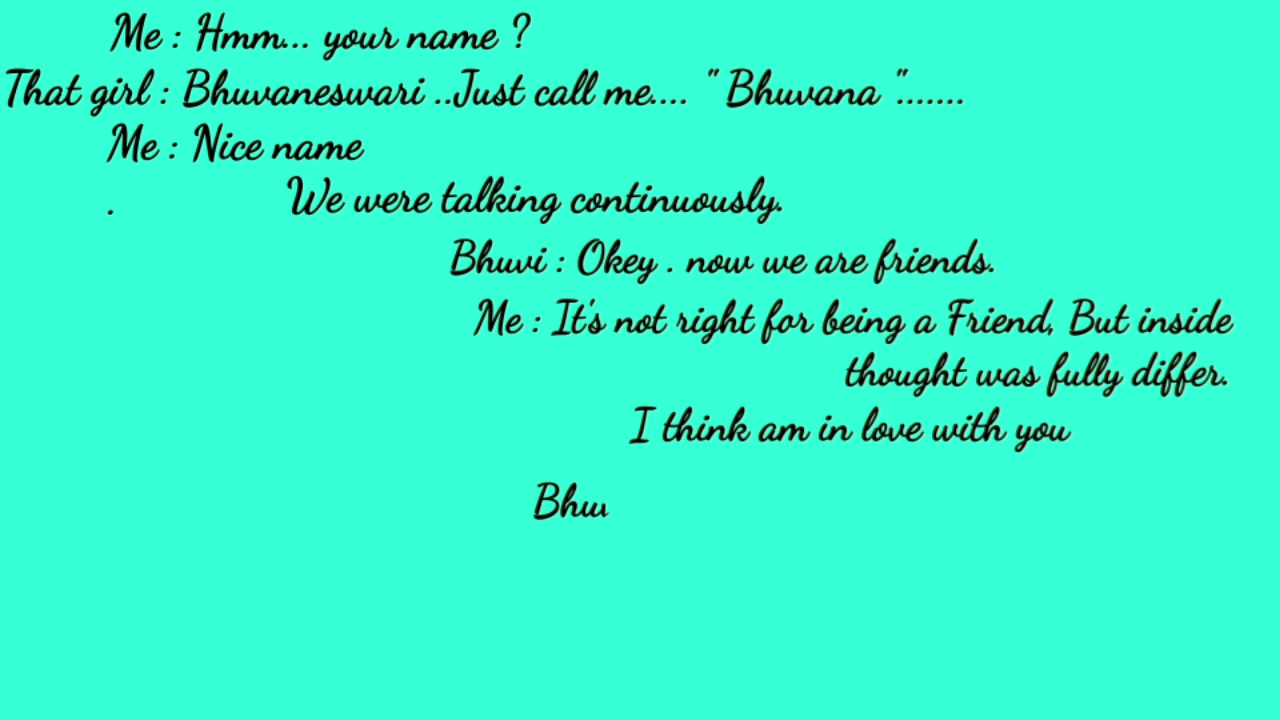 Me : Hmm... your name ?
That girl : Bhuvaneswari ..Just call me.... " Bhuvana ".......
Me : Nice name
. We were talking continuously.
Bhuvi : Okey . now we are friends.
Me : It's not right for being a Friend, But inside
thought was fully differ.
I think am in love with you